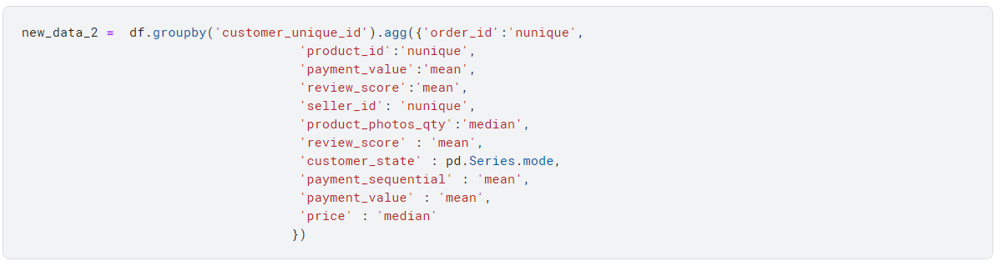 new_data_2 =  df.groupby('customer_unique_id').agg({'order_id':'nunique',
                                    'product_id':'nunique',
                                    'payment_value':'mean',
                                    'review_score':'mean',
                                    'seller_id': 'nunique',
                                    'product_photos_qty':'median',
                                    'review_score' : 'mean',
                                    'customer_state' : pd.Series.mode,
                                    'payment_sequential' : 'mean',
                                    'payment_value' : 'mean',
                                    'price' : 'median'
                                   })